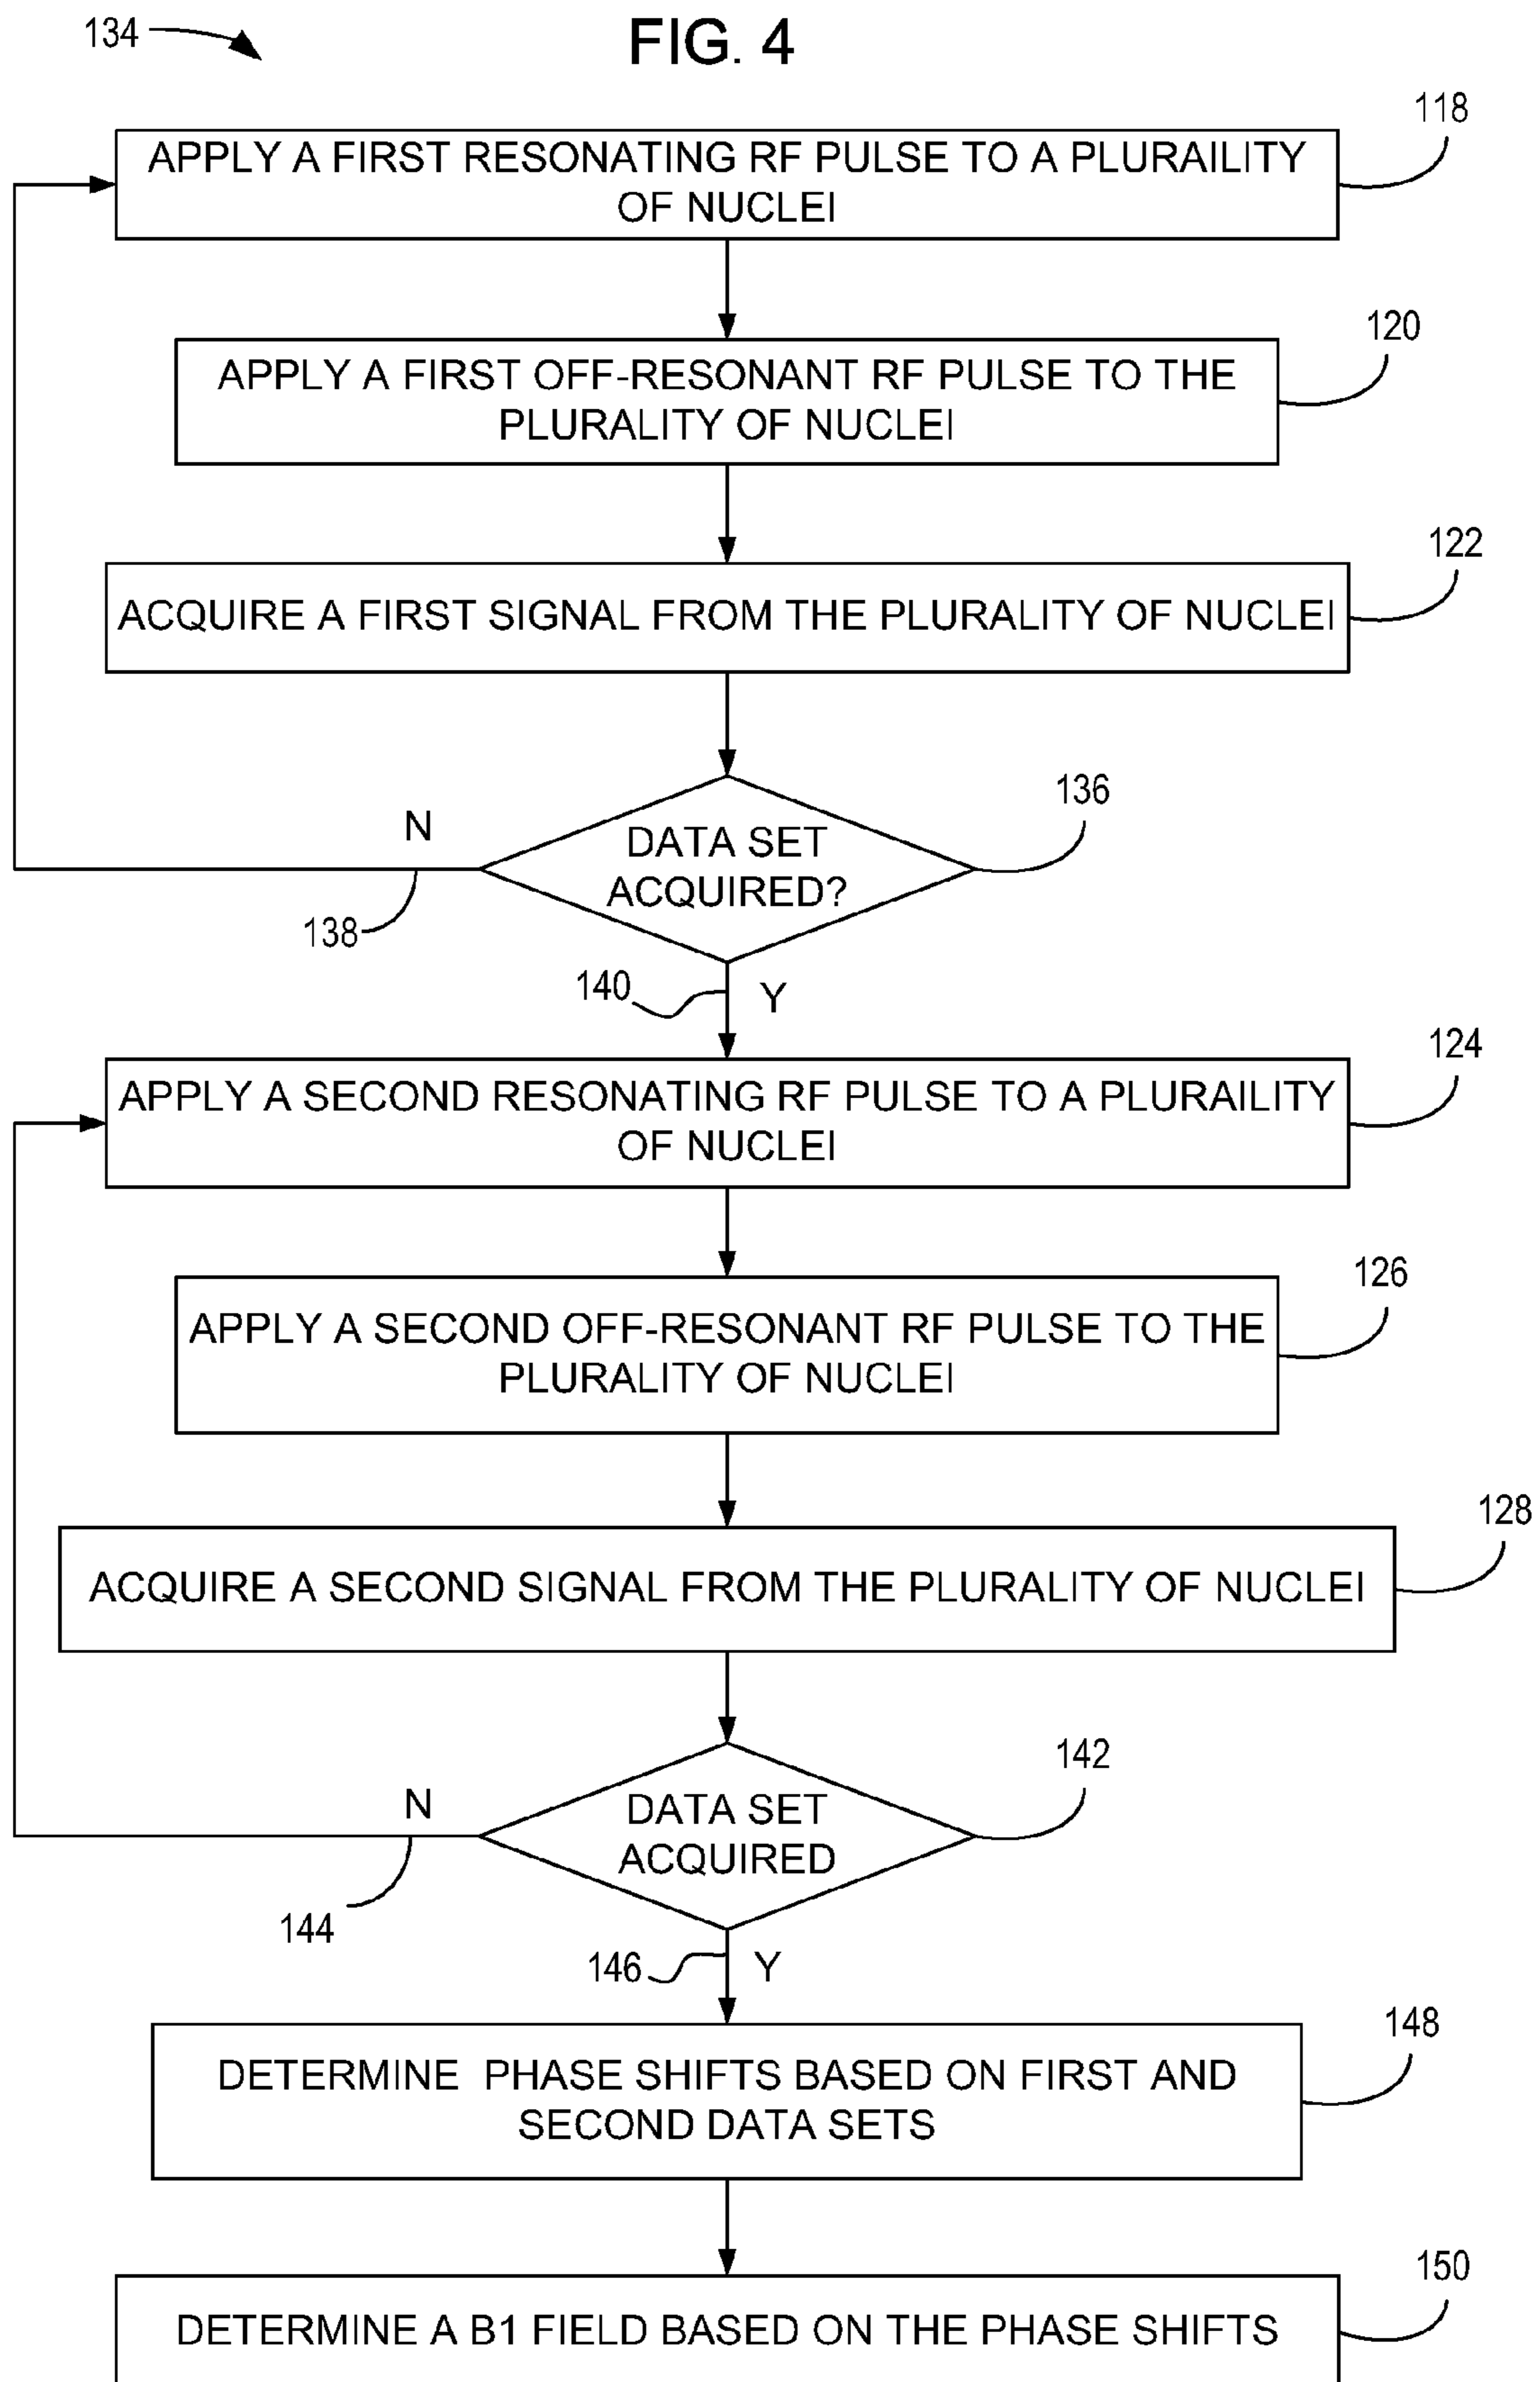 134
FIG. 4
118
APPLY A FIRST RESONATING RF PULSE TO A PLURAILITY
OF NUCLEI
120
APPLY A FIRST OFF-RESONANT RF PULSE TO THE
PLURALITY OF NUCLEI
122
ACQUIRE A FIRST SIGNAL FROM THE PLURALITY OF NUCLEI
136
N
DATA SET
ACQUIRED?
138
140
Y
124
APPLY A SECOND RESONATING RF PULSE TO A PLURAILITY
OF NUCLEI
126
APPLY A SECOND OFF-RESONANT RF PULSE TO THE
PLURALITY OF NUCLEI
128
ACQUIRE A SECOND SIGNAL FROM THE PLURALITY OF NUCLEI
142
N
DATA SET
ACQUIRED
144
146
Y
148
DETERMINE PHASE SHIFTS BASED ON FIRST AND
SECOND DATA SETS
150
DETERMINE A B1 FIELD BASED ON THE PHASE SHIFTS